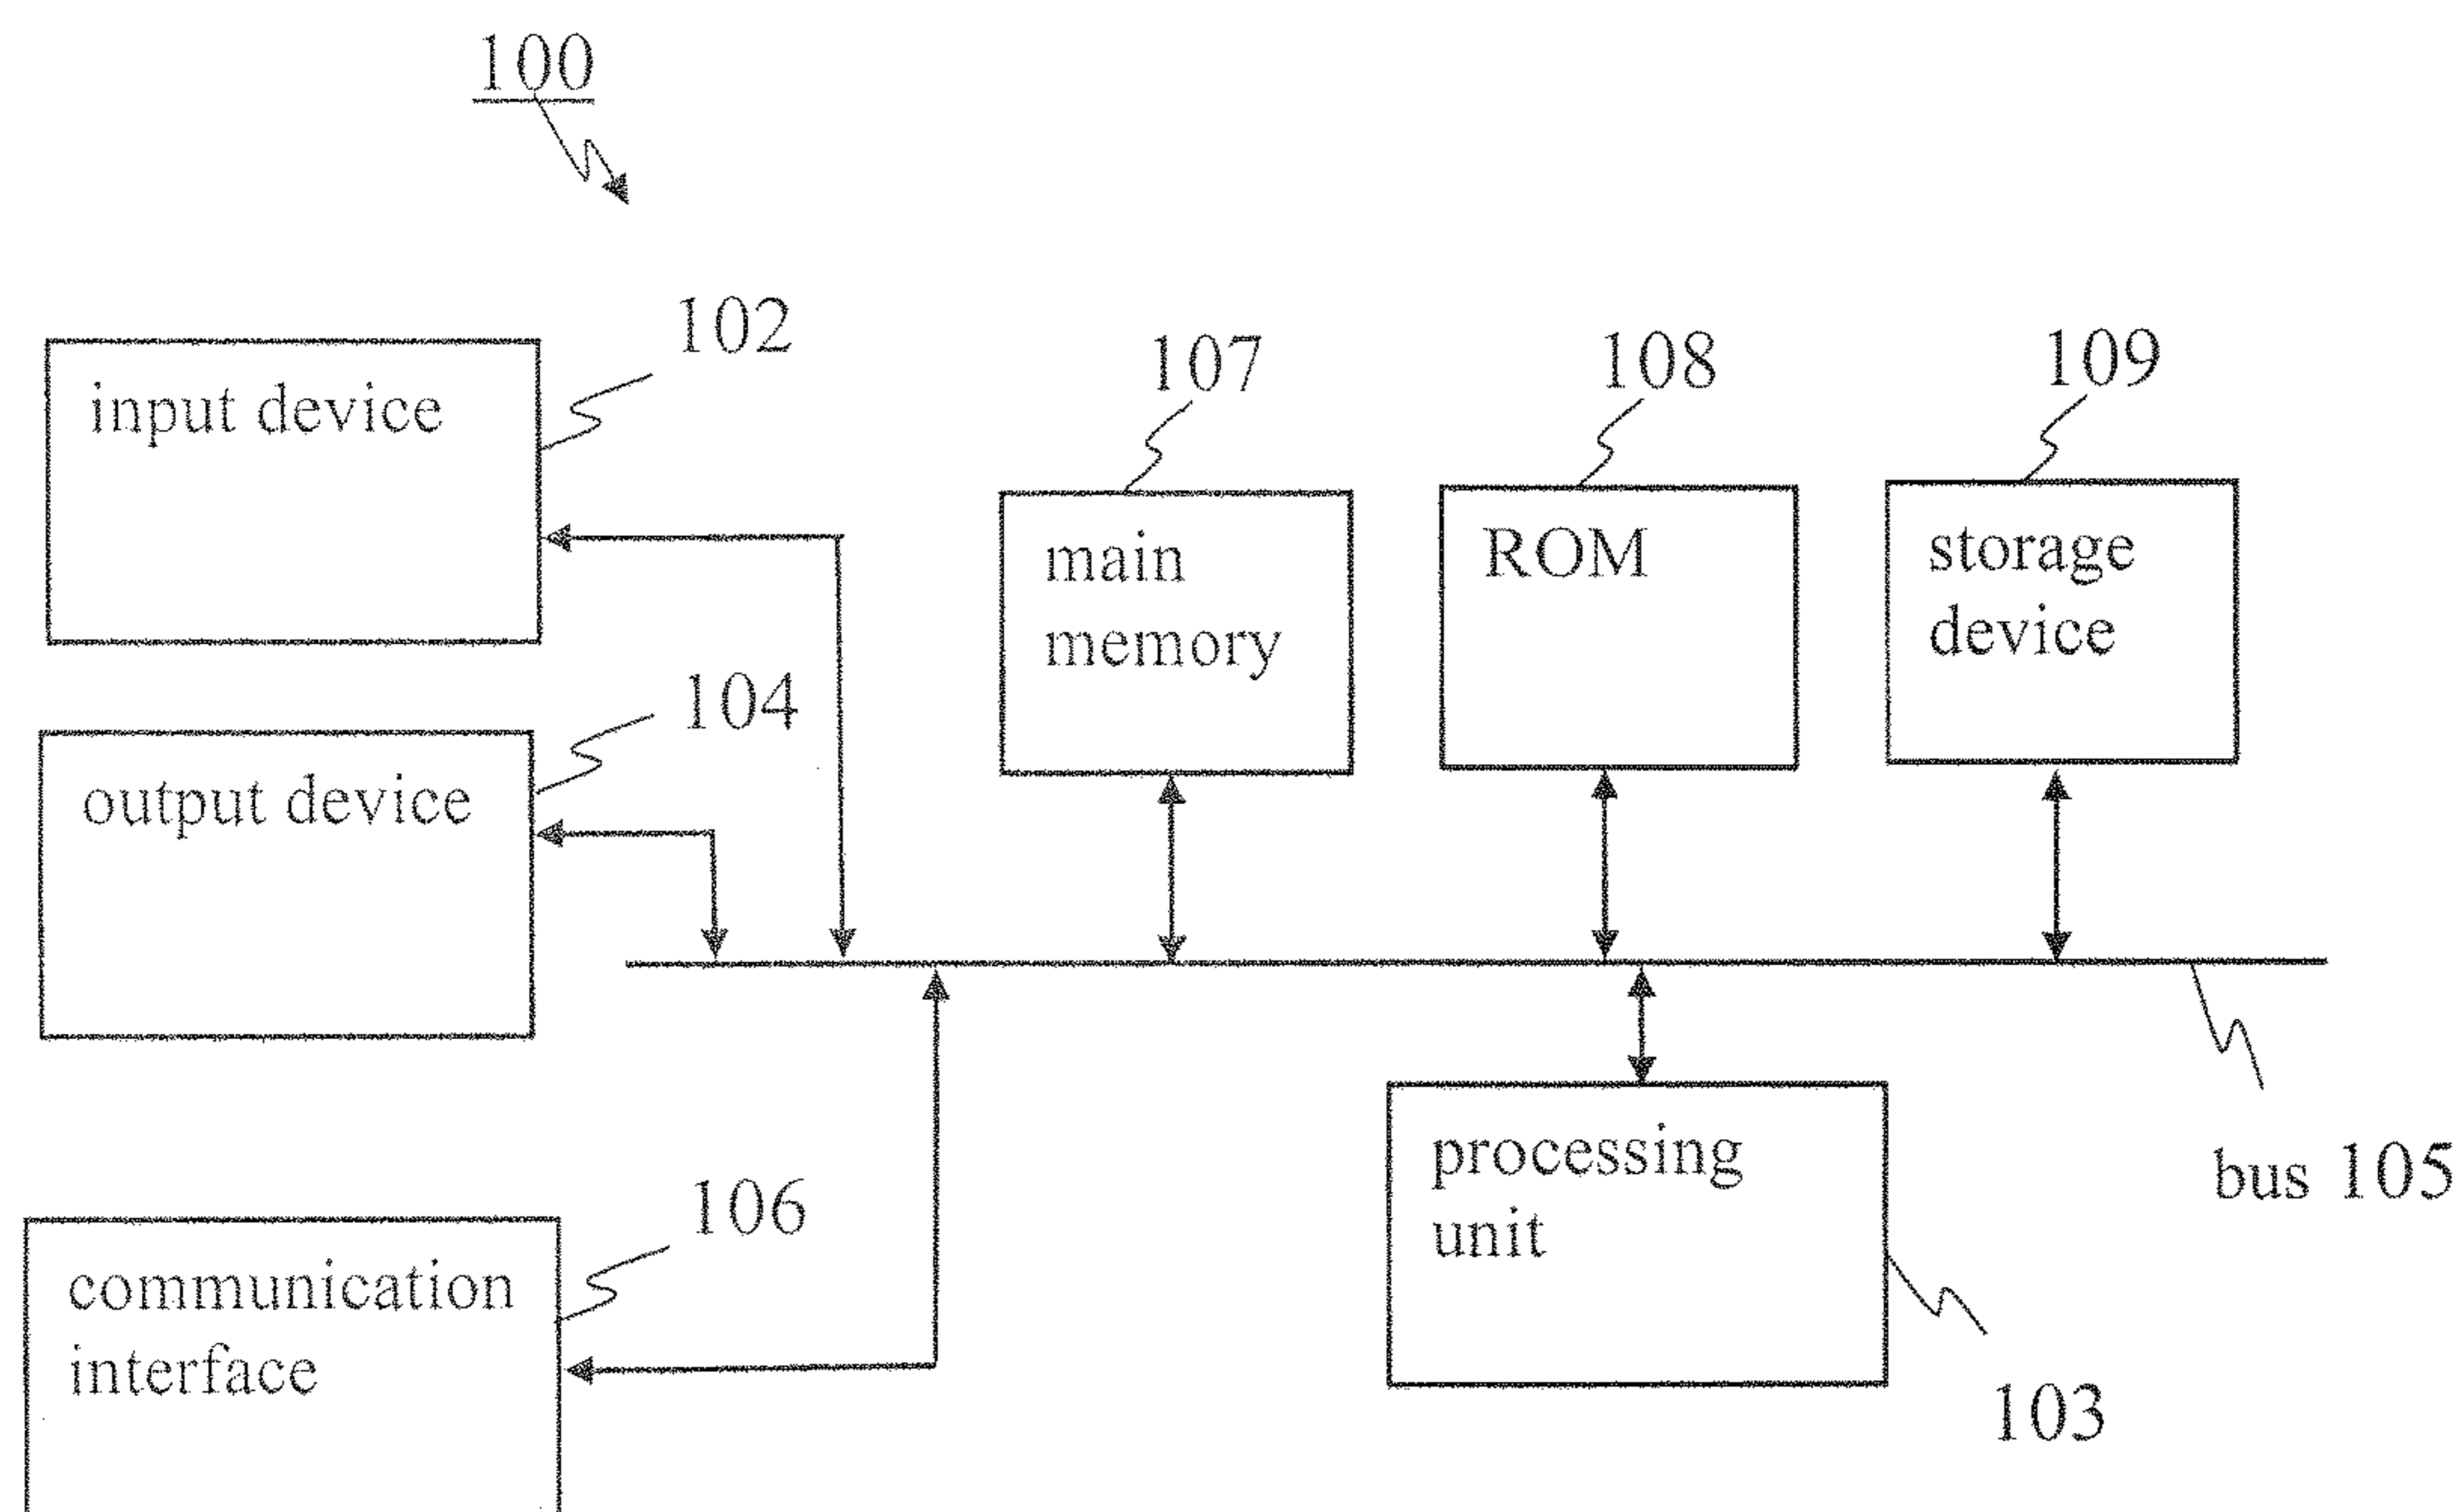 100
102
input device
107
108
109
main
memory
ROM
storage
device
104
output device
106
communication
interface
processing
unit
bus 105
103